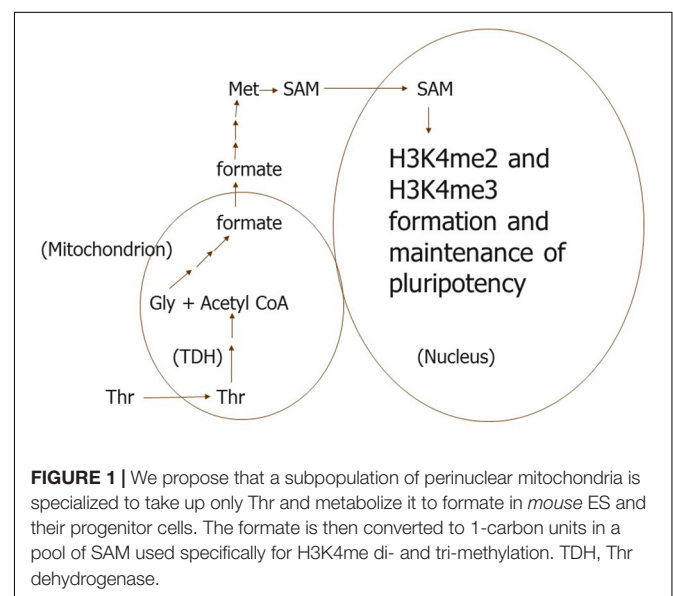 Met SAM SAM
formate
H3K4me2 and
H3K4me3
formation and
maintenance of
pluripotency
formate
(Mitochondrion)
Gly + Acetyl CoA
(TDH)
(Nucleus)
Thr Thr
FIGURE 1 | We propose that a subpopulation of perinuclear mitochondria is
specialized to take up only Thr and metabolize it to formate in mouse ES and
their progenitor cells. The formate is then converted to 1-carbon units in a
pool of SAM used specifically for H3K4me di- and tri-methylation. TDH, Thr
dehydrogenase.